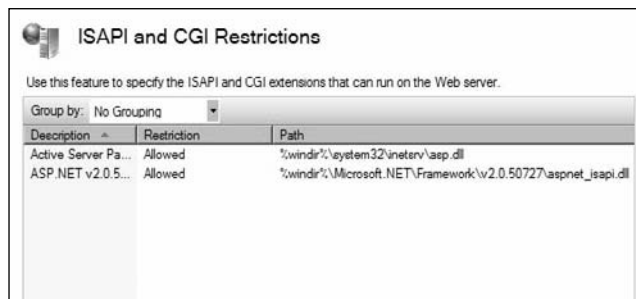 ISAPI and CGI Restrictions
Use this feature to specify the ISAPI and CGI extensions that can run on the Web server.
Group by: No Grouping
Description Restriction Path
Active Server Pa... Allowed %windir%\system32\inetsrv\asp.dll
ASP.NET v2.0.5... Allowed %windir%\Microsoft.NET\Framework\v2.0.50727\aspnet_isapi.dll